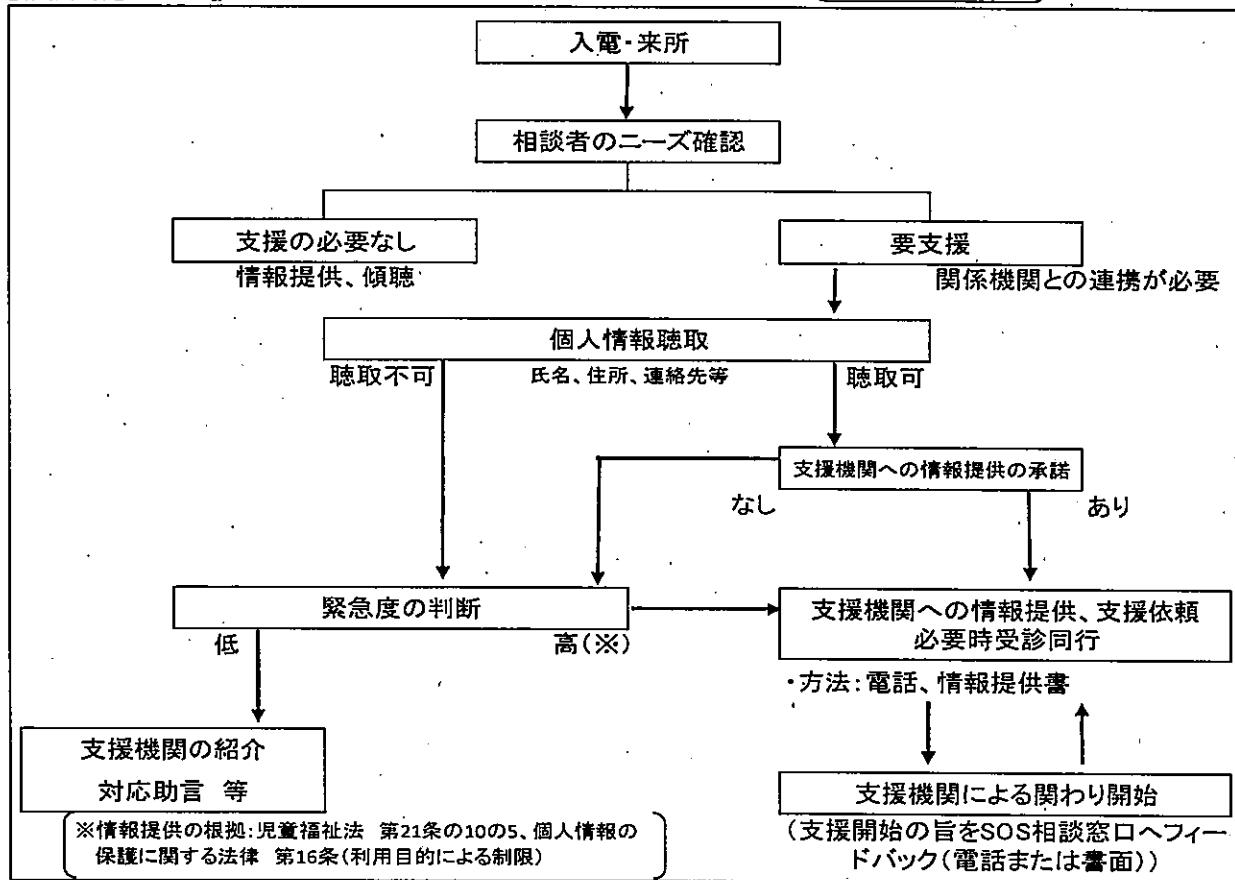 入電・来所
相談者のニーズ確認
支援の必要なし
情報提供、傾聴
要支援
関係機関との連携が必要
個人情報聴取
聴取不可
氏名、住所、連絡先等
聴取可
支援機関への情報提供の承諾
なし
あり
緊急度の判断
低
高(※)
支援機関への情報提供、支援依頼
必要時受診同行
・方法:電話、情報提供書
支援機関の紹介
対応助言 等
支援機関による関わり開始
(支援開始の旨をSOS相談窓口へフィー
ドバック(電話または書面))
※情報提供の根拠:児童福祉法 第21条の10の5、個人情報の
保護に関する法律 第16条(利用目的による制限)